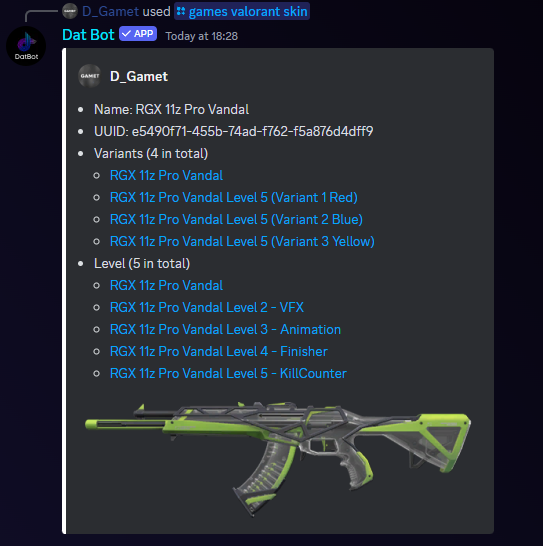 D_Gamet used games valorant skin
DatBot
Dat Bot ✓ APP Today at 18:28
GAMET D_Gamet
• Name: RGX 11z Pro Vandal
• UUID: e5490f71-455b-74ad-f762-f5a876d4dff9
• Variants (4 in total)
○ RGX 11z Pro Vandal
○ RGX 11z Pro Vandal Level 5 (Variant 1 Red)
○ RGX 11z Pro Vandal Level 5 (Variant 2 Blue)
○ RGX 11z Pro Vandal Level 5 (Variant 3 Yellow)
• Level (5 in total)
○ RGX 11z Pro Vandal
○ RGX 11z Pro Vandal Level 2 - VFX
○ RGX 11z Pro Vandal Level 3 - Animation
○ RGX 11z Pro Vandal Level 4 - Finisher
○ RGX 11z Pro Vandal Level 5 - KillCounter